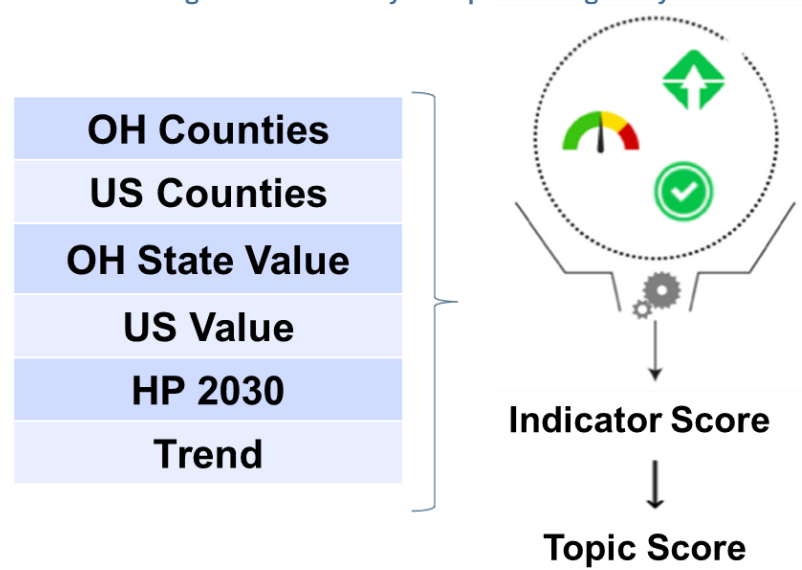 OH Counties
US Counties
OH State Value
US Value
HP 2030
Trend
Indicator Score
Topic Score